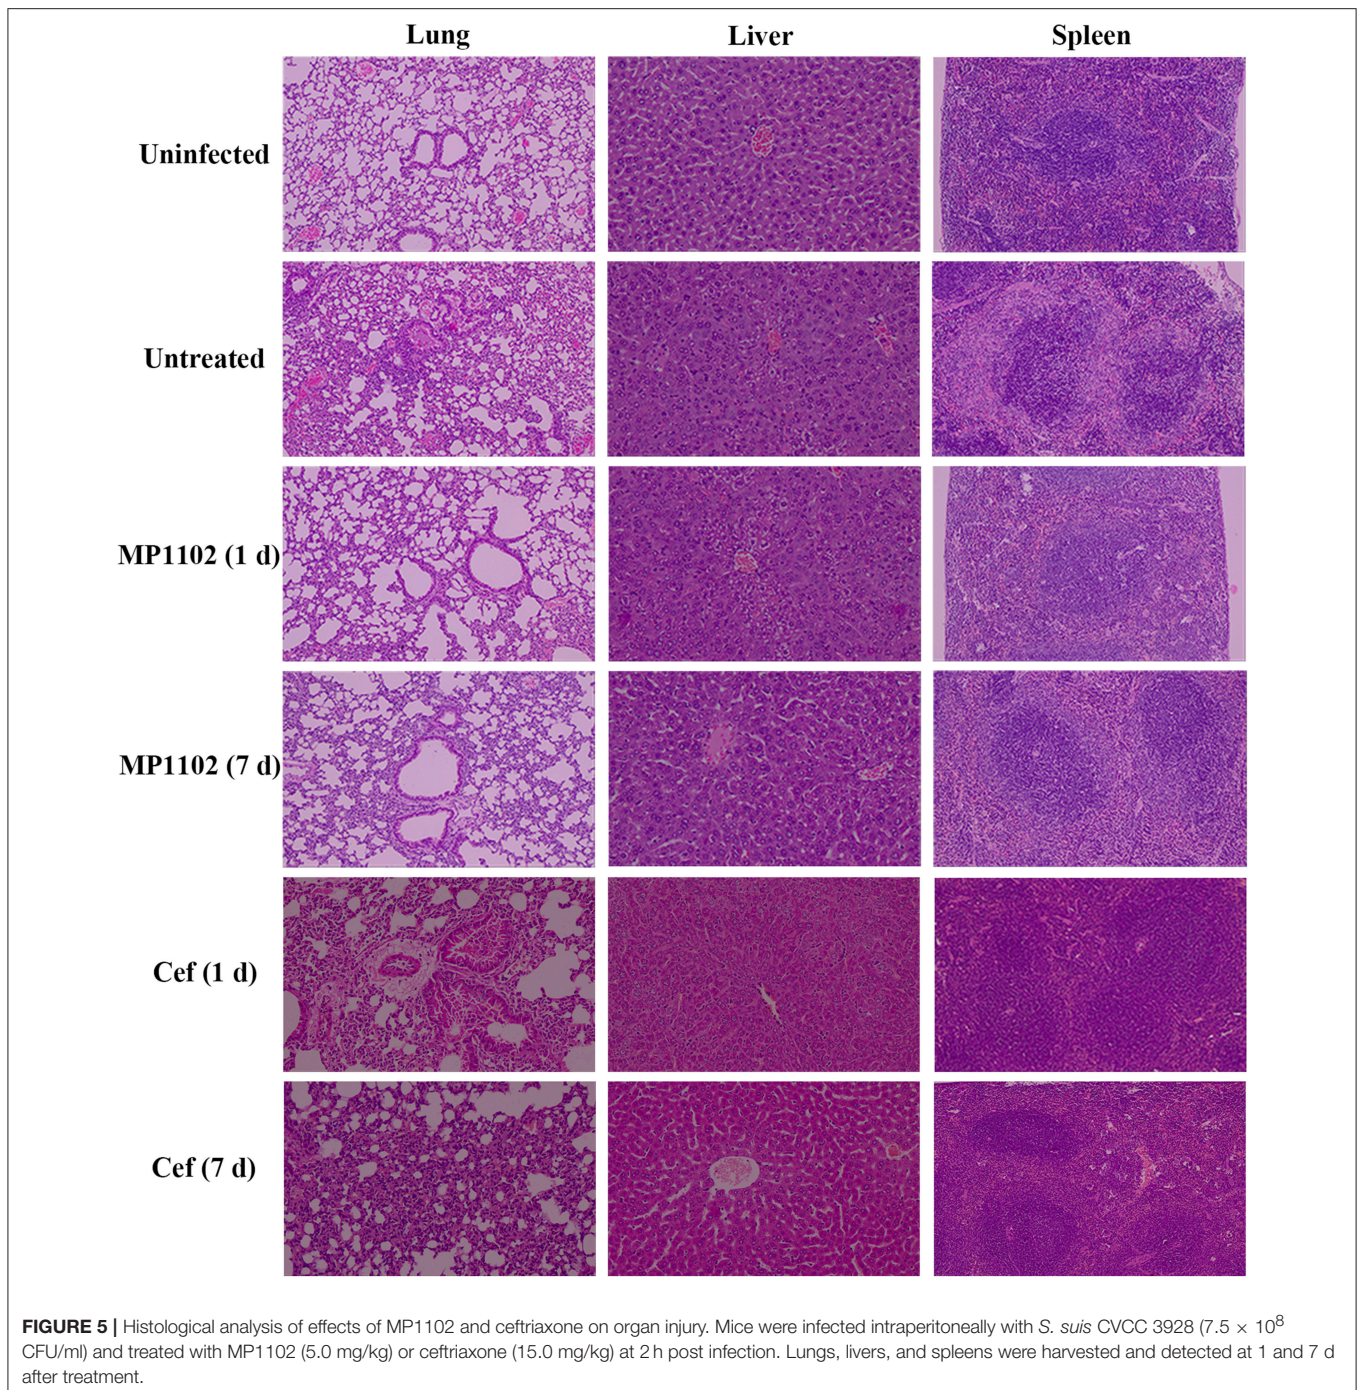 Lung Liver Spleen
Uninfected
Untreated
MP1102 (1 d)
MP1102 (7 d)
Cef (1 d)
Cef (7 d)
FIGURE 5 | Histological analysis of effects of MP1102 and ceftriaxone on organ injury. Mice were infected intraperitoneally with S. suis CVCC 3928 (7.5 × 10⁸
CFU/ml) and treated with MP1102 (5.0 mg/kg) or ceftriaxone (15.0 mg/kg) at 2 h post infection. Lungs, livers, and spleens were harvested and detected at 1 and 7 d
after treatment.